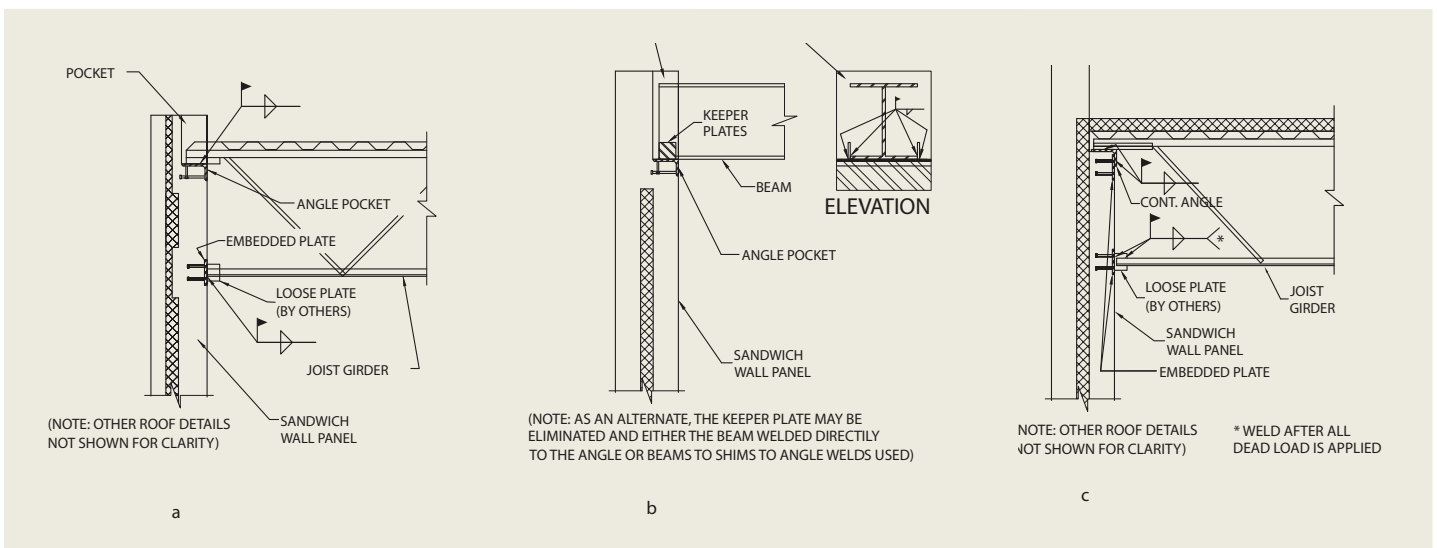 POCKET
ANGLE POCKET
EMBEDDED PLATE
LOOSE PLATE
(BY OTHERS)
JOIST GIRDER
SANDWICH
WALL PANEL
(NOTE: OTHER ROOF DETAILS
NOT SHOWN FOR CLARITY)
a
KEEPER
PLATES
BEAM
ELEVATION
ANGLE POCKET
SANDWICH
WALL PANEL
(NOTE: AS AN ALTERNATE, THE KEEPER PLATE MAY BE
ELIMINATED AND EITHER THE BEAM WELDED DIRECTILY
TO THE ANGLE OR BEAMS TO SHIMS TO ANGLE WELDS USED)
b
CONT. ANGLE
*
LOOSE PLATE
(BY OTHERS)
JOIST
GIRDER
SANDWICH
WALL PANEL
EMBEDDED PLATE
NOTE: OTHER ROOF DETAILS
NOT SHOWN FOR CLARITY)
* WELD AFTER ALL
DEAD LOAD IS APPLIED
c